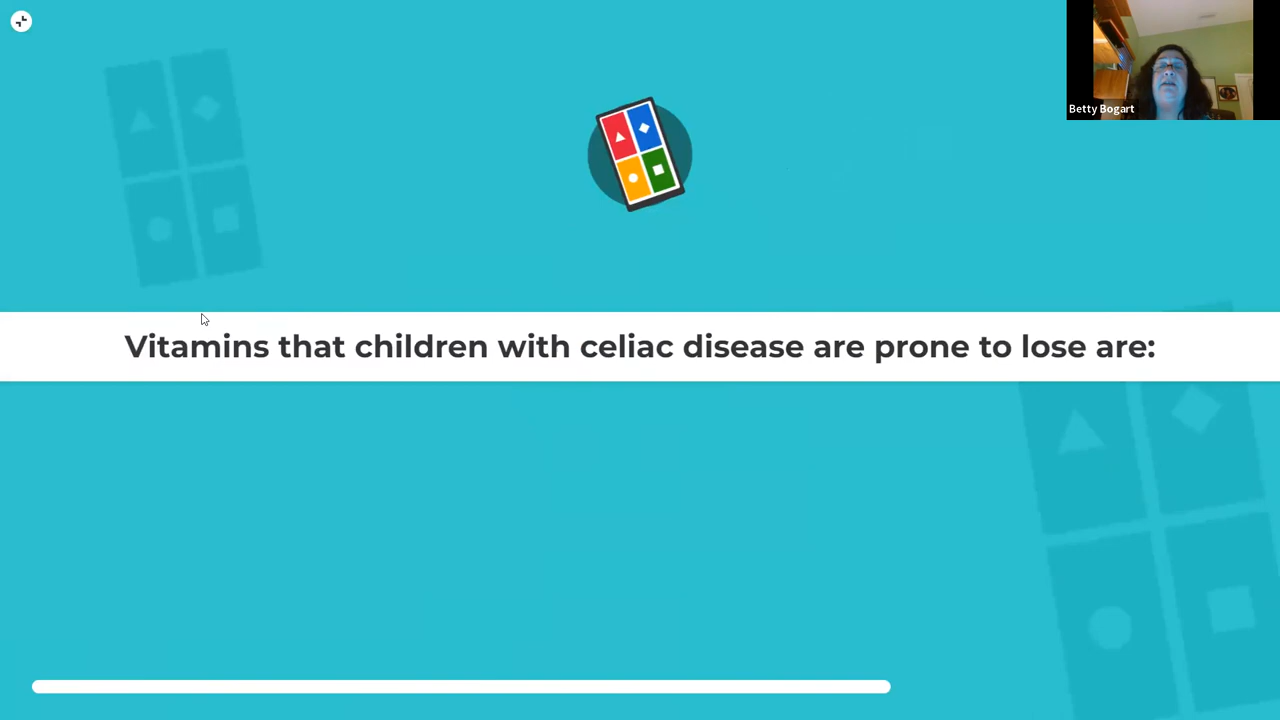 Betty Bogart
Vitamins that children with celiac disease are prone to lose are: